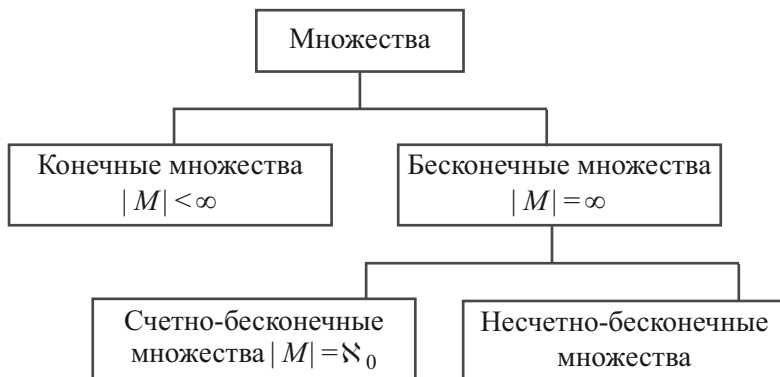 Множества
Конечные множества
| M | < ∞
Бесконечные множества
| M | = ∞
Счетно-бесконечные
множества | M | = ℵ₀
Несчетно-бесконечные
множества